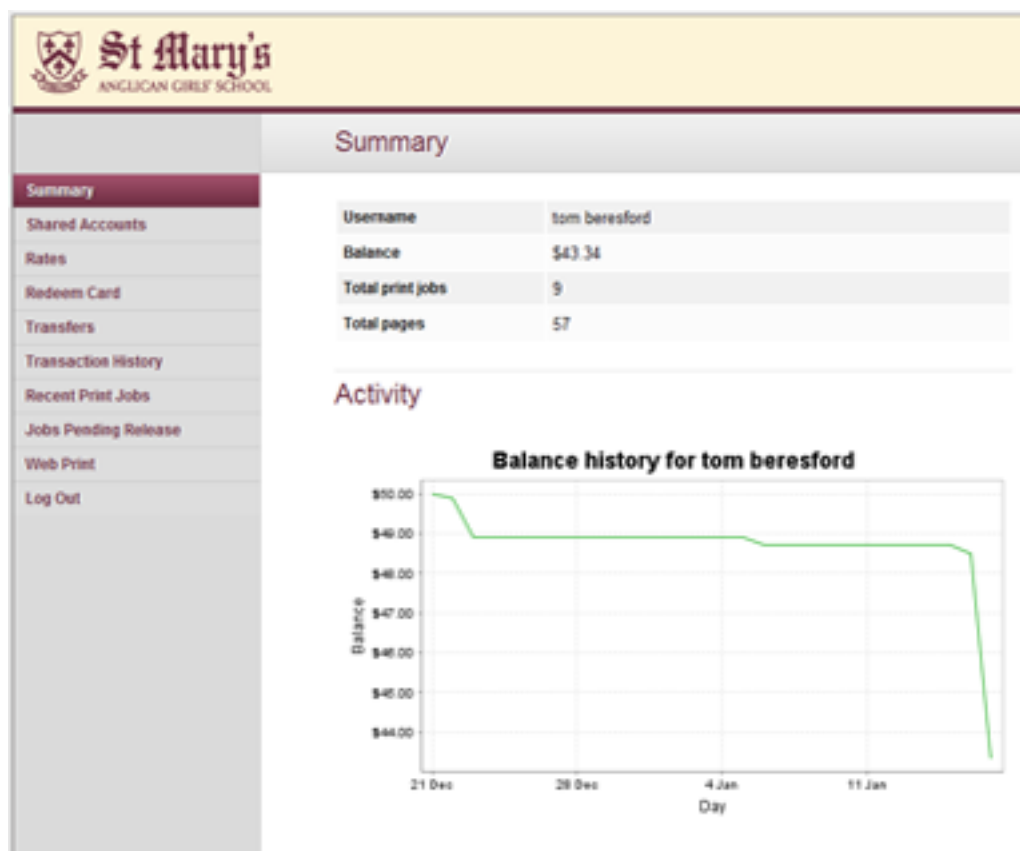 St Mary's
ANGLICAN GIRLS' SCHOOL
Summary
Summary
Shared Accounts
Rates
Redeem Card
Transfers
Transaction History
Recent Print Jobs
Jobs Pending Release
Web Print
Log Out
Username tom beresford
Balance $43.34
Total print jobs 9
Total pages 57
Activity
Balance history for tom beresford
$50.00
$49.00
$48.00
$47.00
$46.00
$45.00
$44.00
Balance
21 Dec 28 Dec 4 Jan 11 Jan
Day